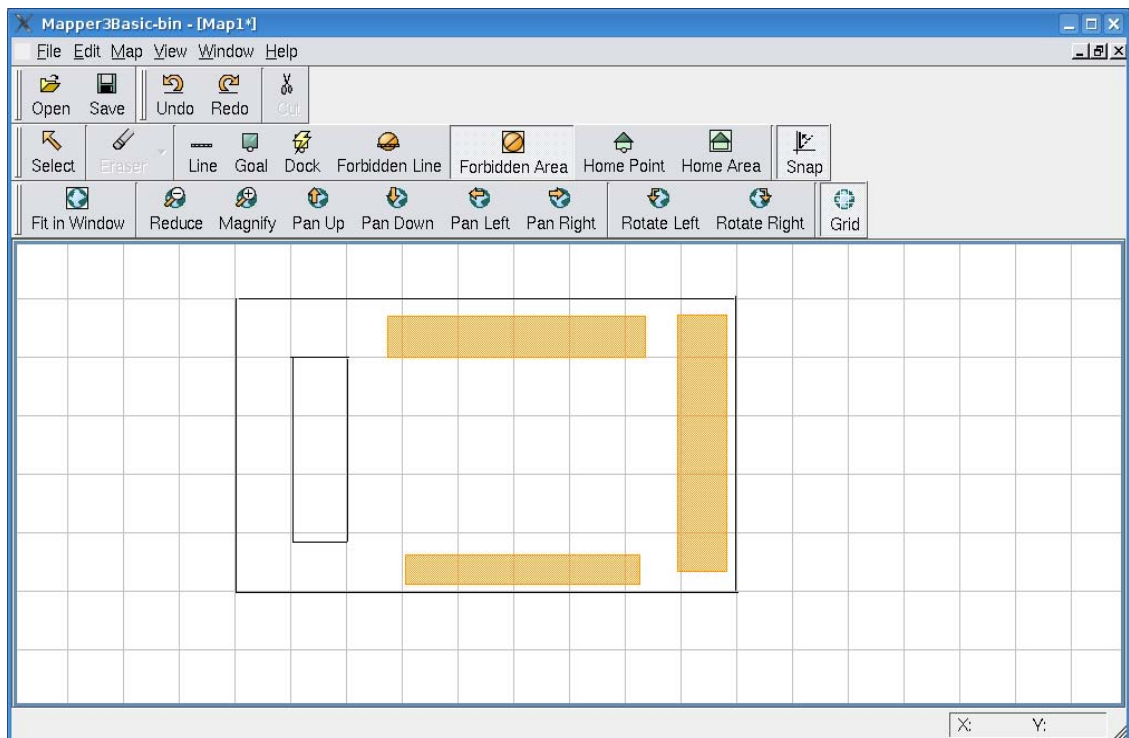 Mapper3Basic-bin - [Map1*]
File Edit Map View Window Help
Open Save Undo Redo Cut
Select Eraser Line Goal Dock Forbidden Line Forbidden Area Home Point Home Area Snap
Fit in Window Reduce Magnify Pan Up Pan Down Pan Left Pan Right Rotate Left Rotate Right Grid
X: Y: